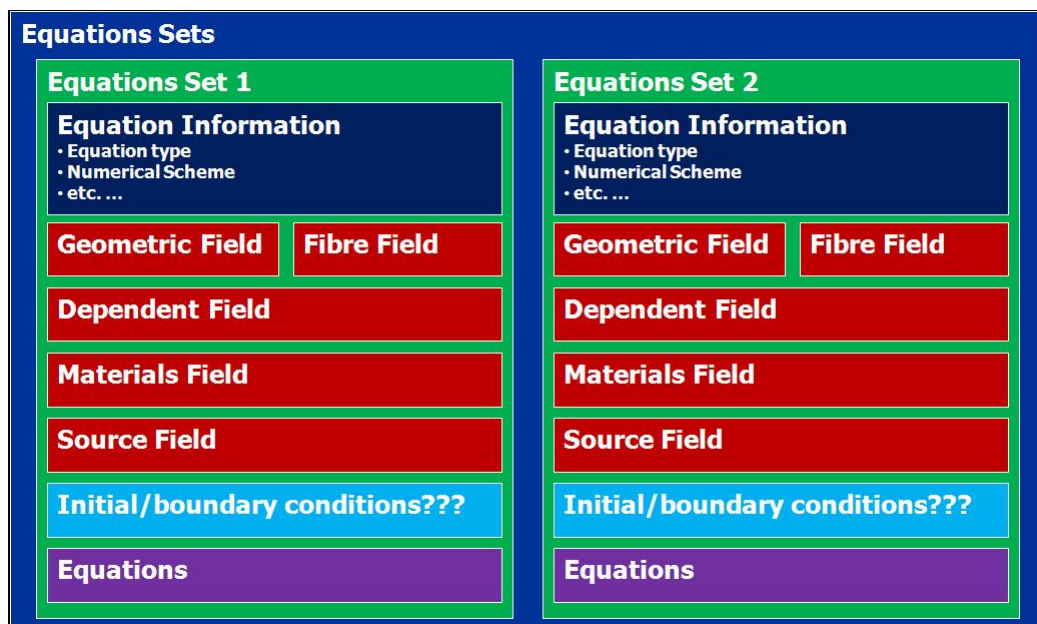 Equations Sets
Equations Set 1
Equation Information
• Equation type
• Numerical Scheme
• etc. ...
Geometric Field
Fibre Field
Dependent Field
Materials Field
Source Field
Initial/boundary conditions???
Equations
Equations Set 2
Equation Information
• Equation type
• Numerical Scheme
• etc. ...
Geometric Field
Fibre Field
Dependent Field
Materials Field
Source Field
Initial/boundary conditions???
Equations